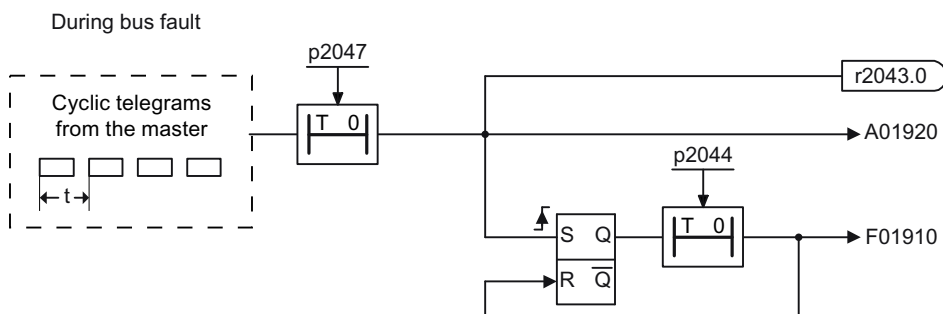 During bus fault
p2047
Cyclic telegrams
from the master
t
T 0
r2043.0
A01920
p2044
T 0
S Q
F01910
R Q̅